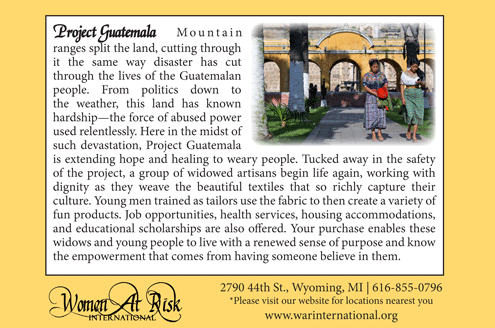 Project Guatemala Mountain
ranges split the land, cutting through
it the same way disaster has cut
through the lives of the Guatemalan
people. From politics down to
the weather, this land has known
hardship—the force of abused power
used relentlessly. Here in the midst of
such devastation, Project Guatemala
is extending hope and healing to weary people. Tucked away in the safety
of the project, a group of widowed artisans begin life again, working with
dignity as they weave the beautiful textiles that so richly capture their
culture. Young men trained as tailors use the fabric to then create a variety of
fun products. Job opportunities, health services, housing accommodations,
and educational scholarships are also offered. Your purchase enables these
widows and young people to live with a renewed sense of purpose and know
the empowerment that comes from having someone believe in them.
Women At Risk
INTERNATIONAL
2790 44th St., Wyoming, MI | 616-855-0796
*Please visit our website for locations nearest you
www.warinternational.org